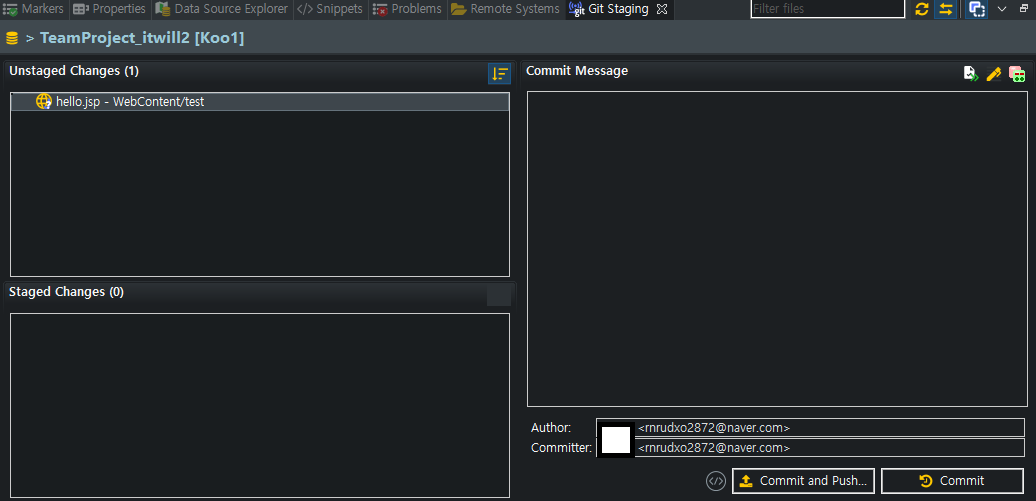 Markers Properties Data Source Explorer </> Snippets Problems Remote Systems git Git Staging Filter files
> TeamProject_itwill2 [Koo1]
Unstaged Changes (1)
hello.jsp - WebContent/test
Staged Changes (0)
Commit Message
Author: <rnrudxo2872@naver.com>
Committer: <rnrudxo2872@naver.com>
</> Commit and Push... Commit